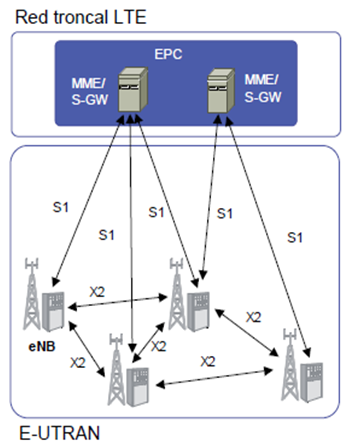 Red troncal LTE
EPC
MME/
S-GW
MME/
S-GW
S1
S1
S1
S1
S1
X2
X2
X2
X2
X2
eNB
E-UTRAN